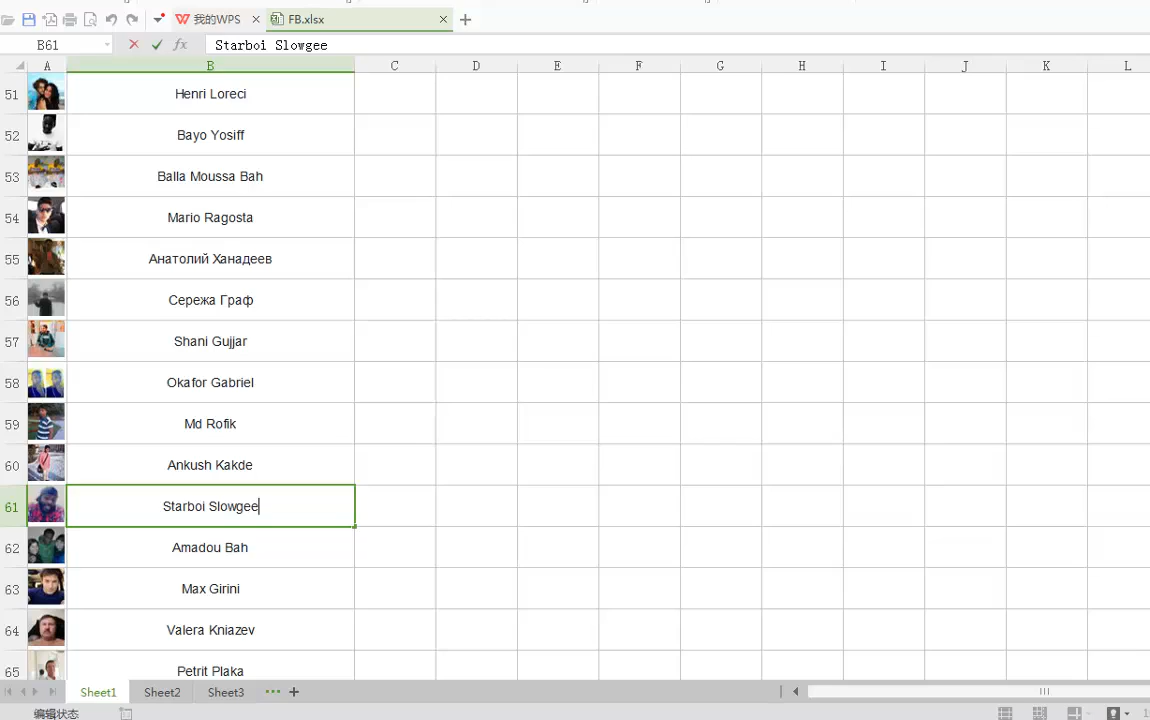 我的WPS FB.xlsx
B61 fx Starboi Slowgee
A B C D E F G H I J K L
51 Henri Loreci
52 Bayo Yosiff
53 Balla Moussa Bah
54 Mario Ragosta
55 Анатолий Ханадеев
56 Сережа Граф
57 Shani Gujjar
58 Okafor Gabriel
59 Md Rofik
60 Ankush Kakde
61 Starboi Slowgee
62 Amadou Bah
63 Max Girini
64 Valera Kniazev
65 Petrit Plaka
Sheet1 Sheet2 Sheet3
编辑状态